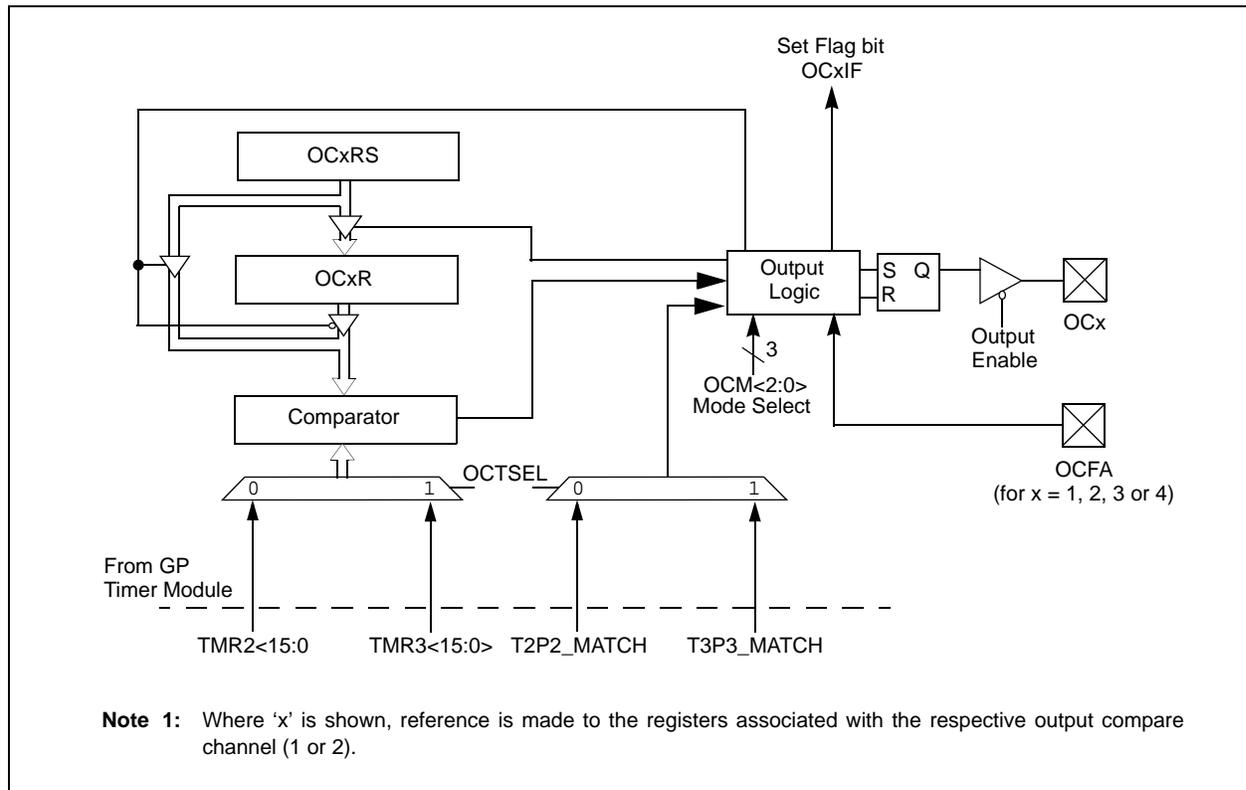 Set Flag bit
OCxIF
OCxRS
OCxR
Output
Logic
S Q
R
OCx
Output
Enable
3
OCM<2:0>
Mode Select
Comparator
OCFA
(for x = 1, 2, 3 or 4)
0 1
OCTSEL
0 1
From GP
Timer Module
TMR2<15:0 TMR3<15:0> T2P2_MATCH T3P3_MATCH
Note 1: Where ‘x’ is shown, reference is made to the registers associated with the respective output compare
channel (1 or 2).